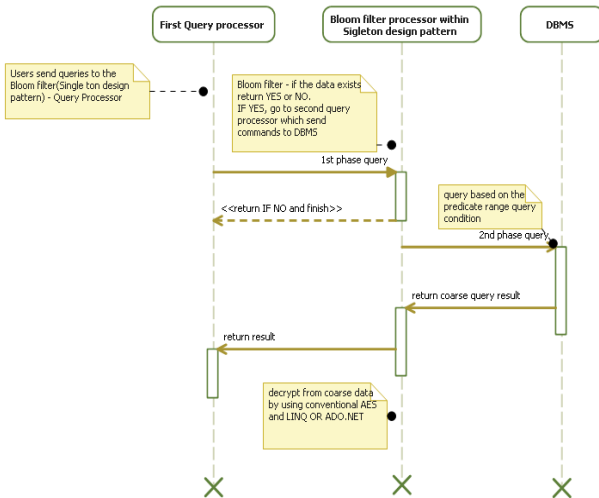 First Query processor
Bloom filter processor within
Sigleton design pattern
DBMS
Users send queries to the
Bloom filter(Single ton design
pattern) - Query Processor
Bloom filter - if the data exists
return YES or NO.
IF YES, go to second query
processor which send
commands to DBMS
1st phase query
<<return IF NO and finish>>
query based on the
predicate range query
condition
2nd phase query
return coarse query result
return result
decrypt from coarse data
by using conventional AES
and LINQ OR ADO.NET